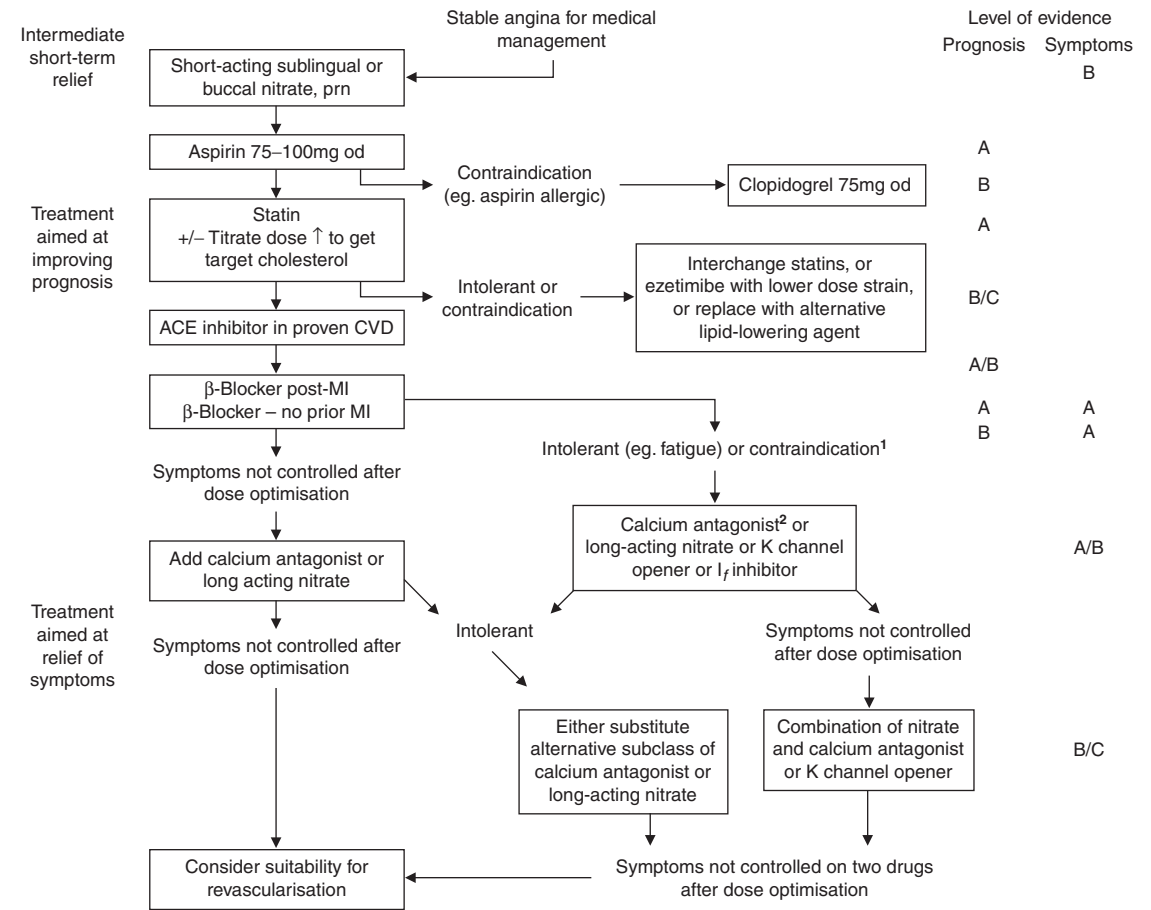 Stable angina for medical
management
Level of evidence
Prognosis Symptoms
Intermediate
short-term
relief
Short-acting sublingual or
buccal nitrate, prn
B
Aspirin 75–100mg od
A
Contraindication
(eg. aspirin allergic)
Clopidogrel 75mg od
B
Treatment
aimed at
improving
prognosis
Statin
+/– Titrate dose ↑ to get
target cholesterol
A
Intolerant or
contraindication
Interchange statins, or
ezetimibe with lower dose strain,
or replace with alternative
lipid-lowering agent
B/C
ACE inhibitor in proven CVD
A/B
β-Blocker post-MI
β-Blocker – no prior MI
A A
B A
Intolerant (eg. fatigue) or contraindication¹
Symptoms not controlled after
dose optimisation
Calcium antagonist² or
long-acting nitrate or K channel
opener or If inhibitor
A/B
Add calcium antagonist or
long acting nitrate
Treatment
aimed at
relief of
symptoms
Intolerant
Symptoms not controlled
after dose optimisation
Symptoms not controlled after
dose optimisation
Either substitute
alternative subclass of
calcium antagonist or
long-acting nitrate
Combination of nitrate
and calcium antagonist
or K channel opener
B/C
Consider suitability for
revascularisation
Symptoms not controlled on two drugs
after dose optimisation